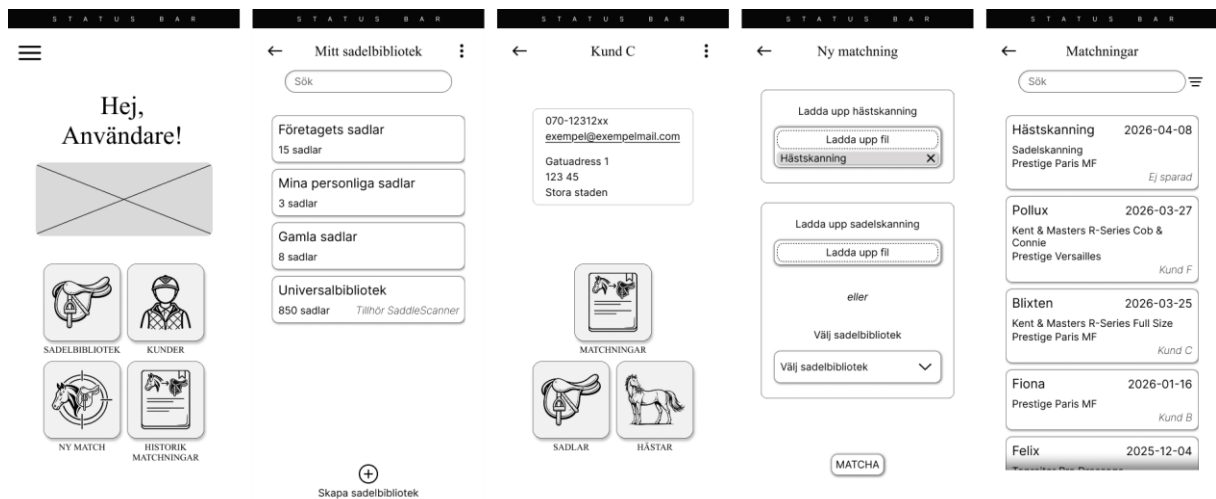 STATUS BAR
Hej,
Användare!
SADELBIBLIOTEK
KUNDER
NY MATCH
HISTORIK
MATCHNINGAR
STATUS BAR
Mitt sadelbibliotek
Sök
Företagets sadlar
15 sadlar
Mina personliga sadlar
3 sadlar
Gamla sadlar
8 sadlar
Universalbibliotek
850 sadlar Tillhör SaddleScanner
Skapa sadelbibliotek
STATUS BAR
Kund C
070-12312xx
exempel@exempelmail.com
Gatuadress 1
123 45
Stora staden
MATCHNINGAR
SADLAR
HÄSTAR
STATUS BAR
Ny matchning
Ladda upp hästskanning
Ladda upp fil
Hästskanning
Ladda upp sadelskanning
Ladda upp fil
eller
Välj sadelbibliotek
Välj sadelbibliotek
MATCHA
STATUS BAR
Matchningar
Sök
Hästskanning 2026-04-08
Sadelskanning
Prestige Paris MF
Ej sparad
Pollux 2026-03-27
Kent & Masters R-Series Cob &
Connie
Prestige Versailles
Kund F
Blixten 2026-03-25
Kent & Masters R-Series Full Size
Prestige Paris MF
Kund C
Fiona 2026-01-16
Prestige Paris MF
Kund B
Felix 2025-12-04